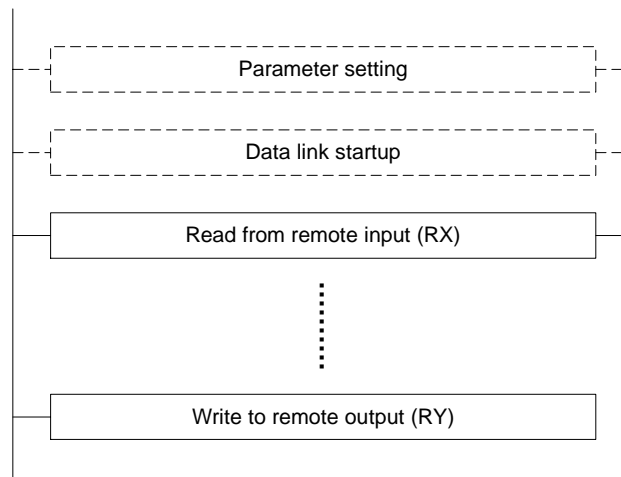 Parameter setting
Data link startup
Read from remote input (RX)
Write to remote output (RY)